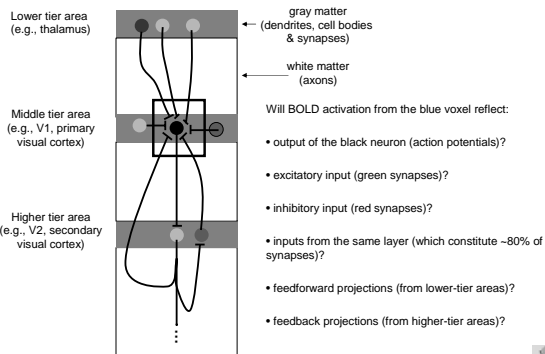 Lower tier area
(e.g., thalamus)
gray matter
(dendrites, cell bodies
& synapses)
white matter
(axons)
Middle tier area
(e.g., V1, primary
visual cortex)
Will BOLD activation from the blue voxel reflect:
• output of the black neuron (action potentials)?
• excitatory input (green synapses)?
• inhibitory input (red synapses)?
• inputs from the same layer (which constitute ~80% of
synapses)?
• feedforward projections (from lower-tier areas)?
• feedback projections (from higher-tier areas)?
Higher tier area
(e.g., V2, secondary
visual cortex)